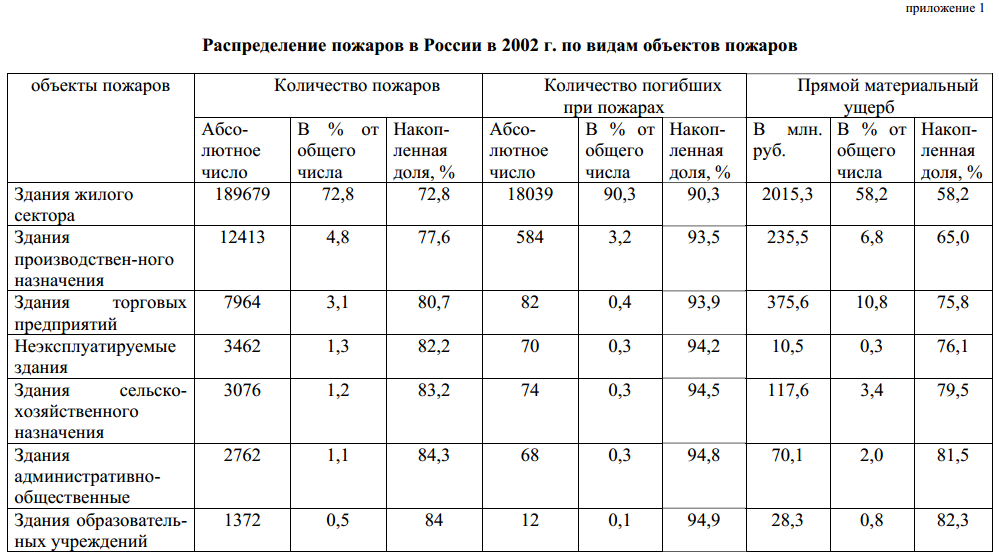 приложение 1
Распределение пожаров в России в 2002 г. по видам объектов пожаров
объекты пожаров Количество пожаров Количество погибших Прямой материальный
при пожарах ущерб
Абсо- В % от Накоп- Абсо- В % от Накоп- В млн. В % от Накоп-
лютное общего ленная лютное общего ленная руб. общего ленная
число числа доля, % число числа доля, % числа доля, %
Здания жилого 189679 72,8 72,8 18039 90,3 90,3 2015,3 58,2 58,2
сектора
Здания 12413 4,8 77,6 584 3,2 93,5 235,5 6,8 65,0
производствен-ного
назначения
Здания торговых 7964 3,1 80,7 82 0,4 93,9 375,6 10,8 75,8
предприятий
Неэксплуатируемые 3462 1,3 82,2 70 0,3 94,2 10,5 0,3 76,1
здания
Здания сельско- 3076 1,2 83,2 74 0,3 94,5 117,6 3,4 79,5
хозяйственного
назначения
Здания 2762 1,1 84,3 68 0,3 94,8 70,1 2,0 81,5
административно-
общественные
Здания образователь- 1372 0,5 84 12 0,1 94,9 28,3 0,8 82,3
ных учреждений